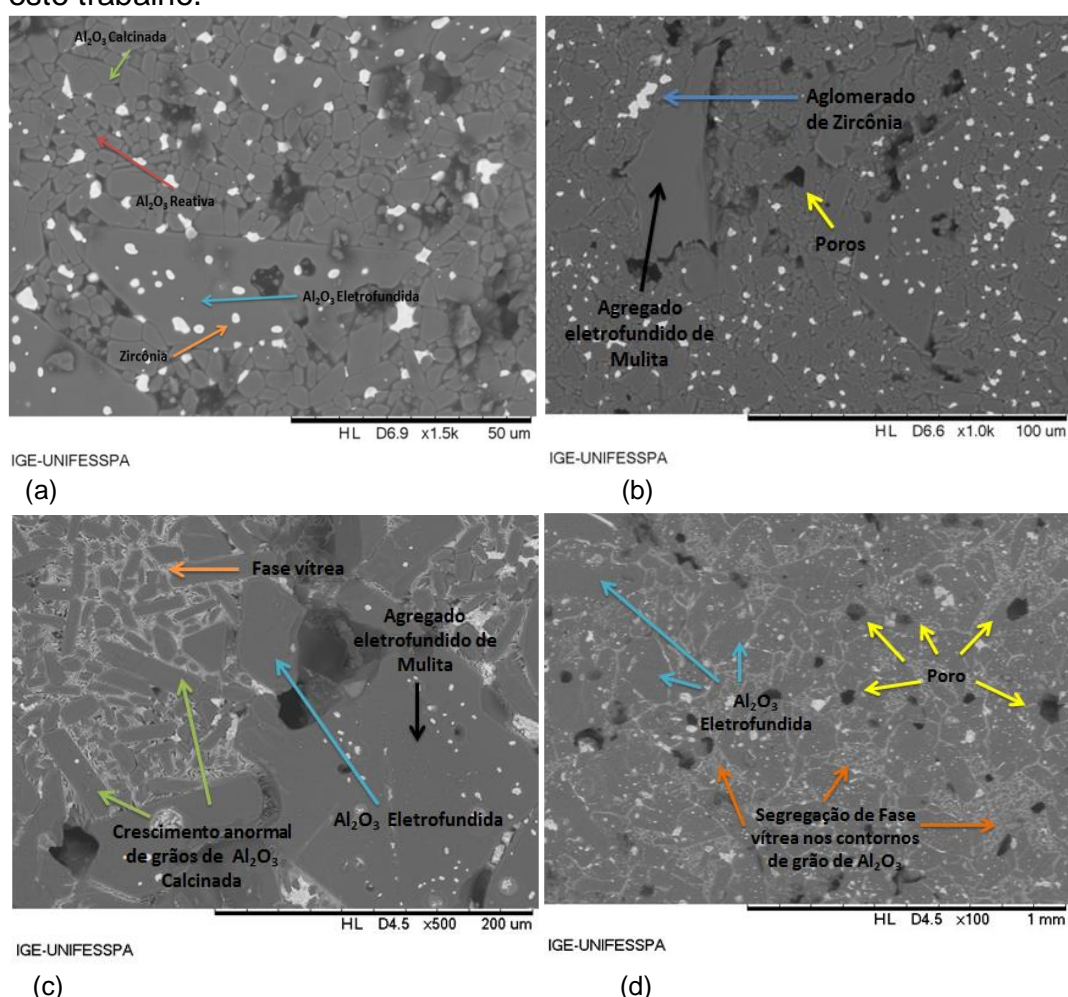 este trabalho.
Al₂O₃ Calcinada
Al₂O₃ Reativa
Al₂O₃ Eletrofundida
Zircônia
HL D6.9 x1.5k 50 um
IGE-UNIFESSPA
(a)
Aglomerado
de Zircônia
Poros
Agregado
eletrofundido de
Mulita
HL D6.6 x1.0k 100 um
IGE-UNIFESSPA
(b)
Fase vítrea
Agregado
eletrofundido de
Mulita
Al₂O₃ Eletrofundida
Crescimento anormal
de grãos de Al₂O₃
Calcinada
HL D4.5 x500 200 um
IGE-UNIFESSPA
(c)
Poro
Al₂O₃
Eletrofundida
Segregação de Fase
vítrea nos contornos
de grão de Al₂O₃
HL D4.5 x100 1 mm
IGE-UNIFESSPA
(d)